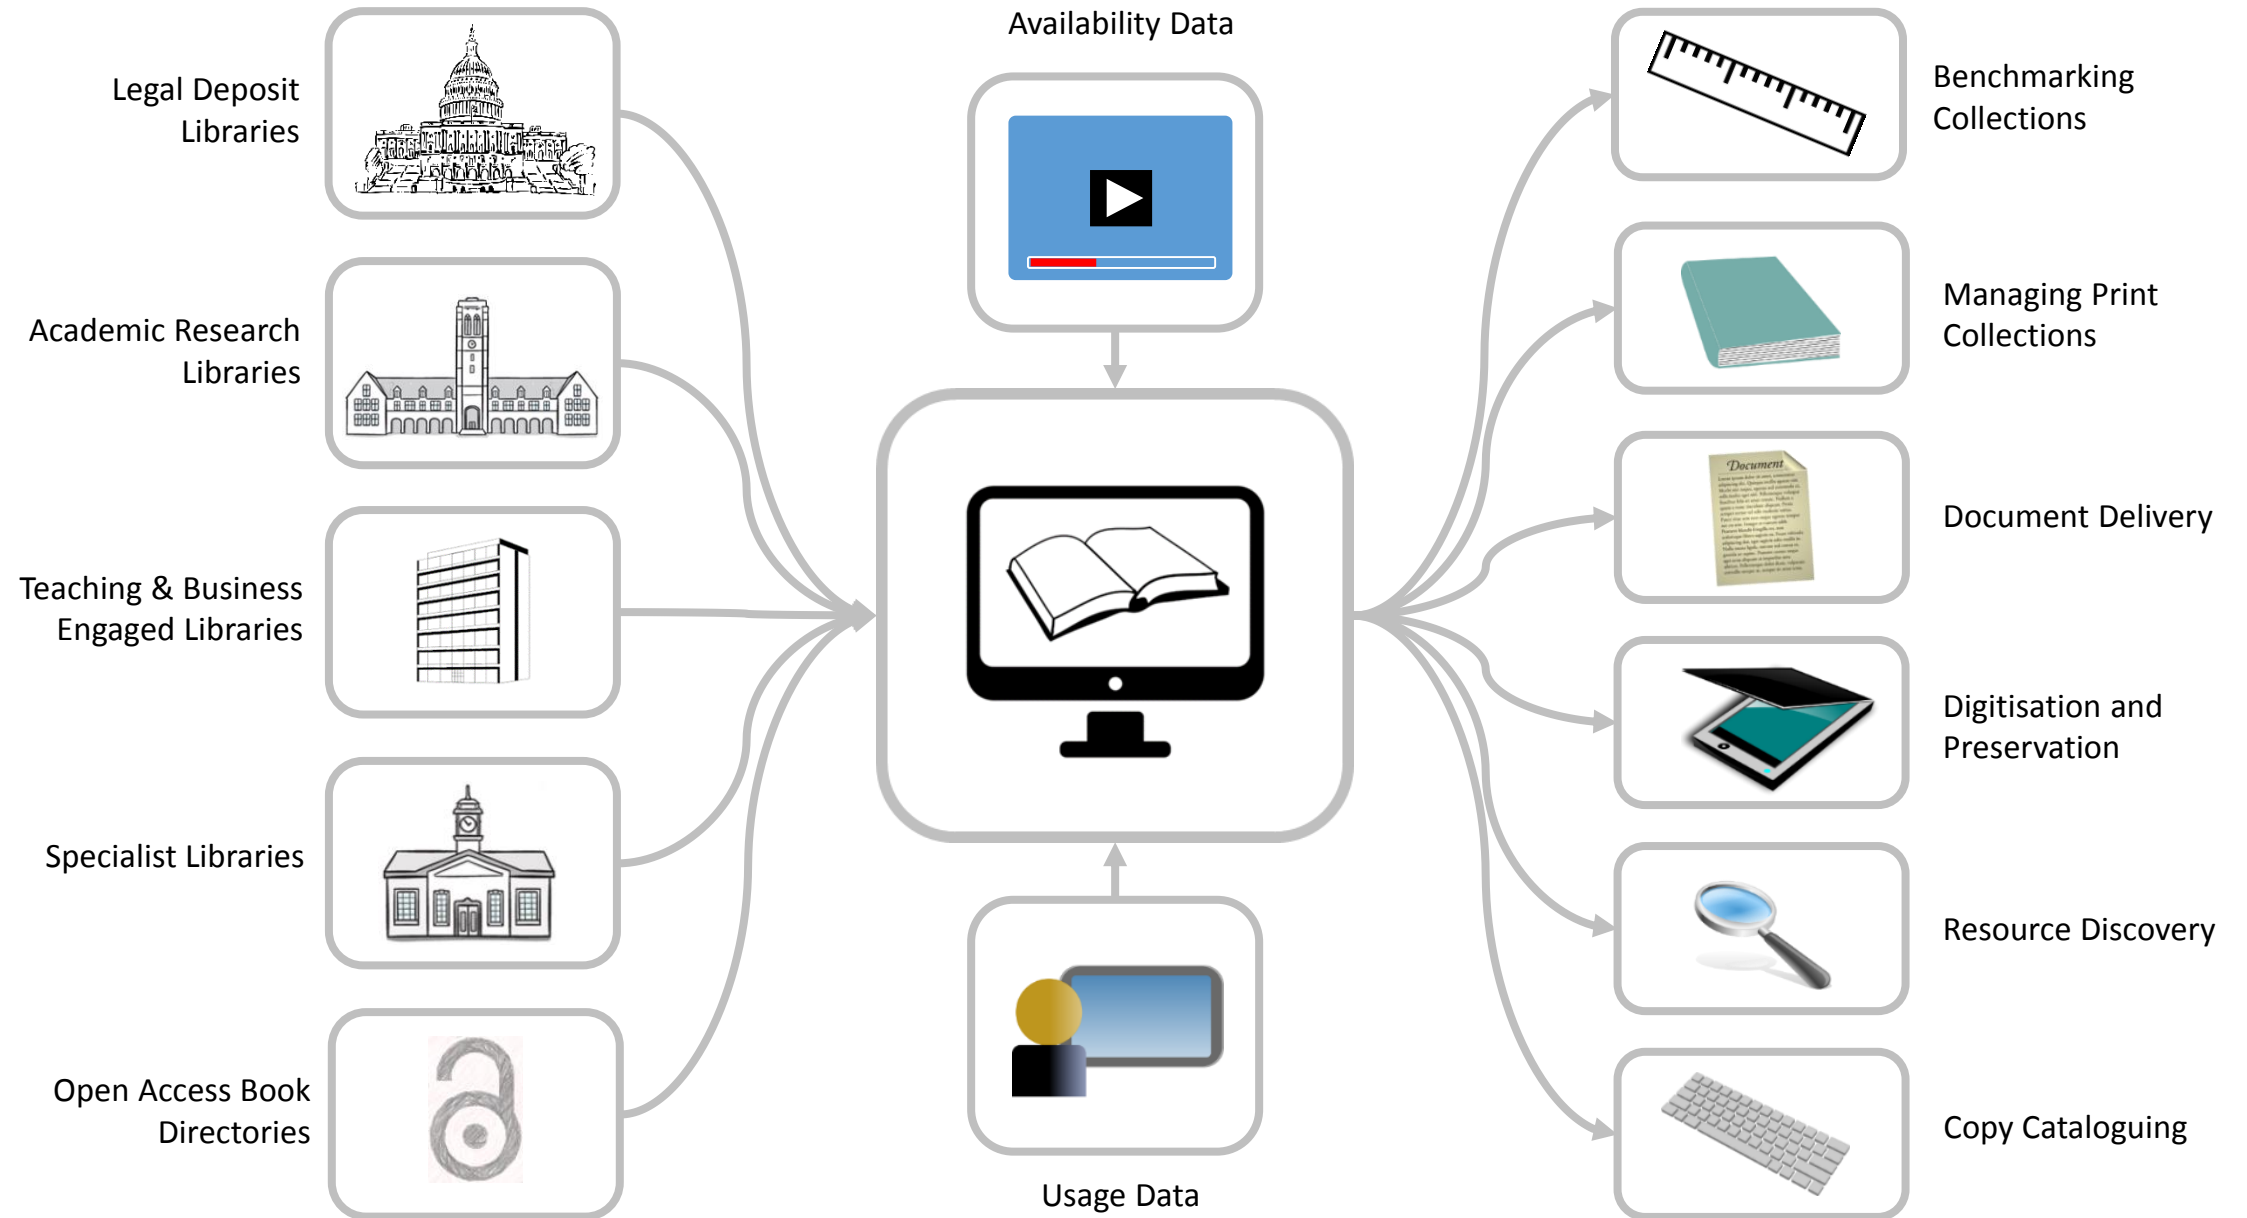 Legal Deposit
Libraries
Academic Research
Libraries
Teaching & Business
Engaged Libraries
Specialist Libraries
Open Access Book
Directories
Availability Data
Usage Data
Benchmarking
Collections
Managing Print
Collections
Document
Document Delivery
Digitisation and
Preservation
Resource Discovery
Copy Cataloguing